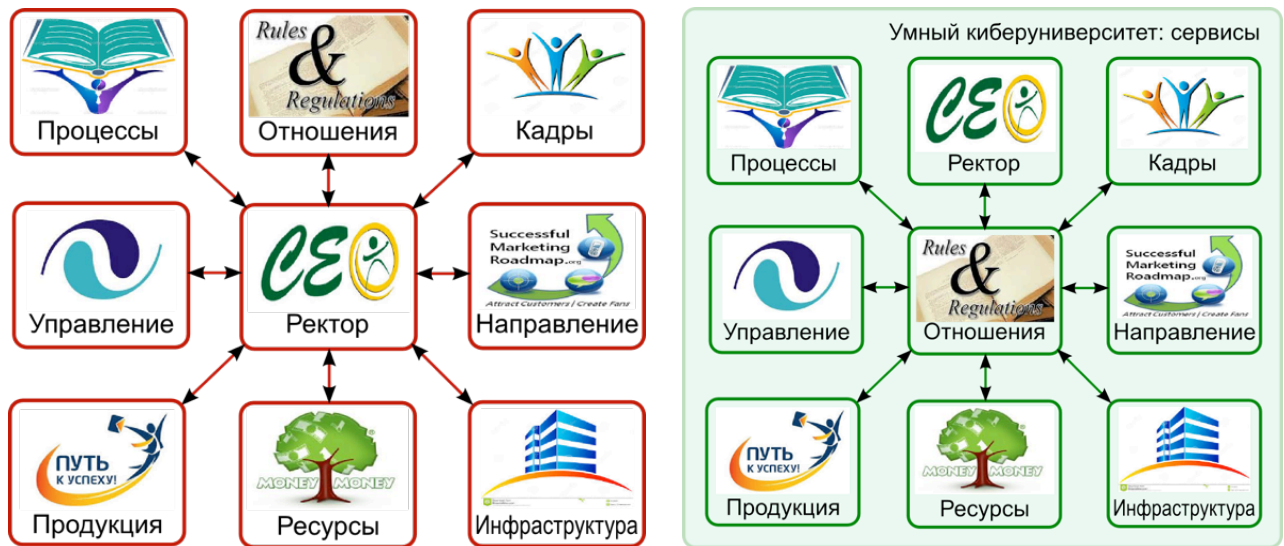 Процессы
Rules
&
Regulations
Отношения
Кадры
Управление
CEO
Ректор
Successful
Marketing
Roadmap.org
Attract Customers / Create Fans
Направление
ПУТЬ
К УСПЕХУ!
Продукция
MONEY MONEY
Ресурсы
Инфраструктура
Умный киберуниверситет: сервисы
Процессы
CEO
Ректор
Кадры
Управление
Rules
&
Regulations
Отношения
Successful
Marketing
Roadmap.org
Attract Customers / Create Fans
Направление
ПУТЬ
К УСПЕХУ!
Продукция
MONEY MONEY
Ресурсы
Инфраструктура